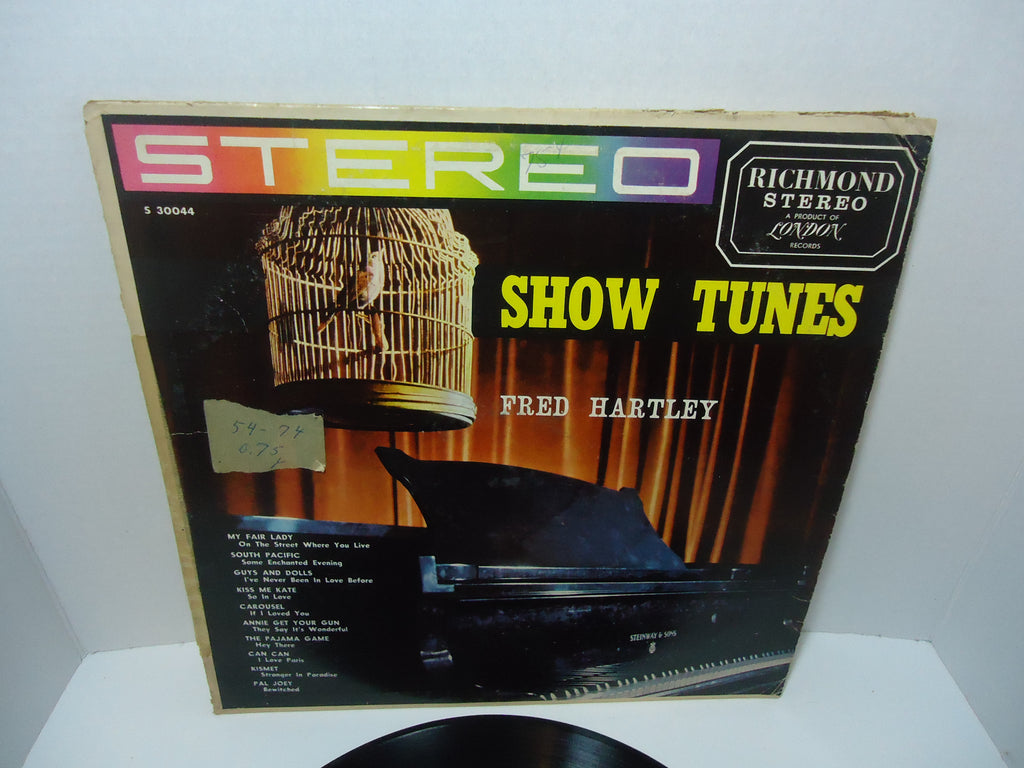 STEREO
75¢
S 30044
RICHMOND
STEREO
A PRODUCT OF
LONDON
RECORDS
SHOW TUNES
FRED HARTLEY
54-74
0.75
MY FAIR LADY
On The Street Where You Live
SOUTH PACIFIC
Some Enchanted Evening
GUYS AND DOLLS
I've Never Been In Love Before
KISS ME KATE
So In Love
CAROUSEL
If I Loved You
ANNIE GET YOUR GUN
They Say It's Wonderful
THE PAJAMA GAME
Hey There
CAN CAN
I Love Paris
KISMET
Stranger In Paradise
PAL JOEY
Bewitched
STEINWAY & SONS